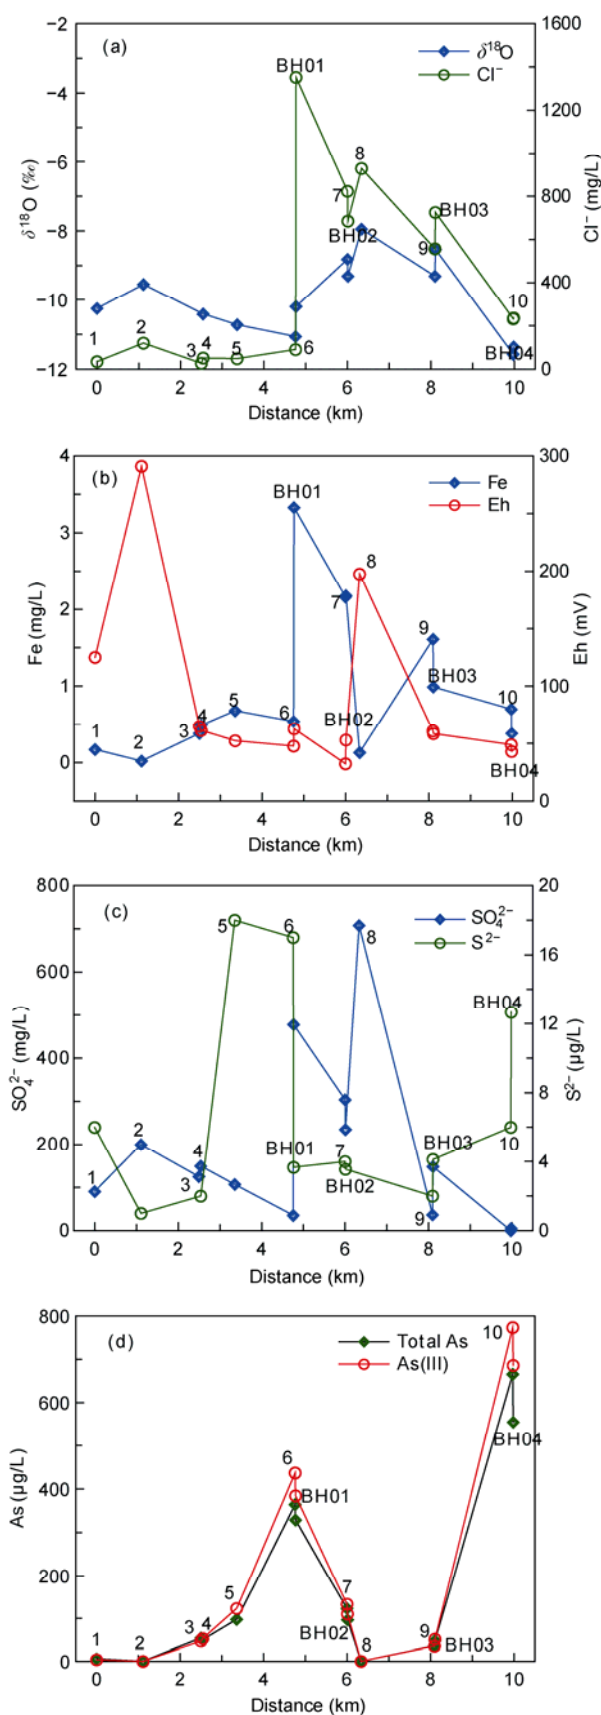 (a)
δ18O
Cl−
δ18O (‰)
Cl− (mg/L)
−2
−4
−6
−8
−10
−12
1600
1200
800
400
0
BH01
8
7
BH02
BH03
9
10
BH04
1
2
3
4
5
6
0 2 4 6 8 10
Distance (km)
(b)
Fe
Eh
Fe (mg/L)
Eh (mV)
4
3
2
1
0
300
200
100
0
BH01
8
7
9
BH03
BH02
10
BH04
1
2
3
4
5
6
0 2 4 6 8 10
Distance (km)
(c)
SO₄²⁻
S²⁻
SO₄²⁻ (mg/L)
S²⁻ (μg/L)
800
600
400
200
0
20
16
12
8
4
0
5
6
8
BH04
1
2
3
4
BH01
7
BH02
BH03
9
10
0 2 4 6 8 10
Distance (km)
(d)
Total As
As(III)
As (μg/L)
800
600
400
200
0
10
BH04
6
BH01
5
7
3
4
BH02
1
2
8
9
BH03
0 2 4 6 8 10
Distance (km)